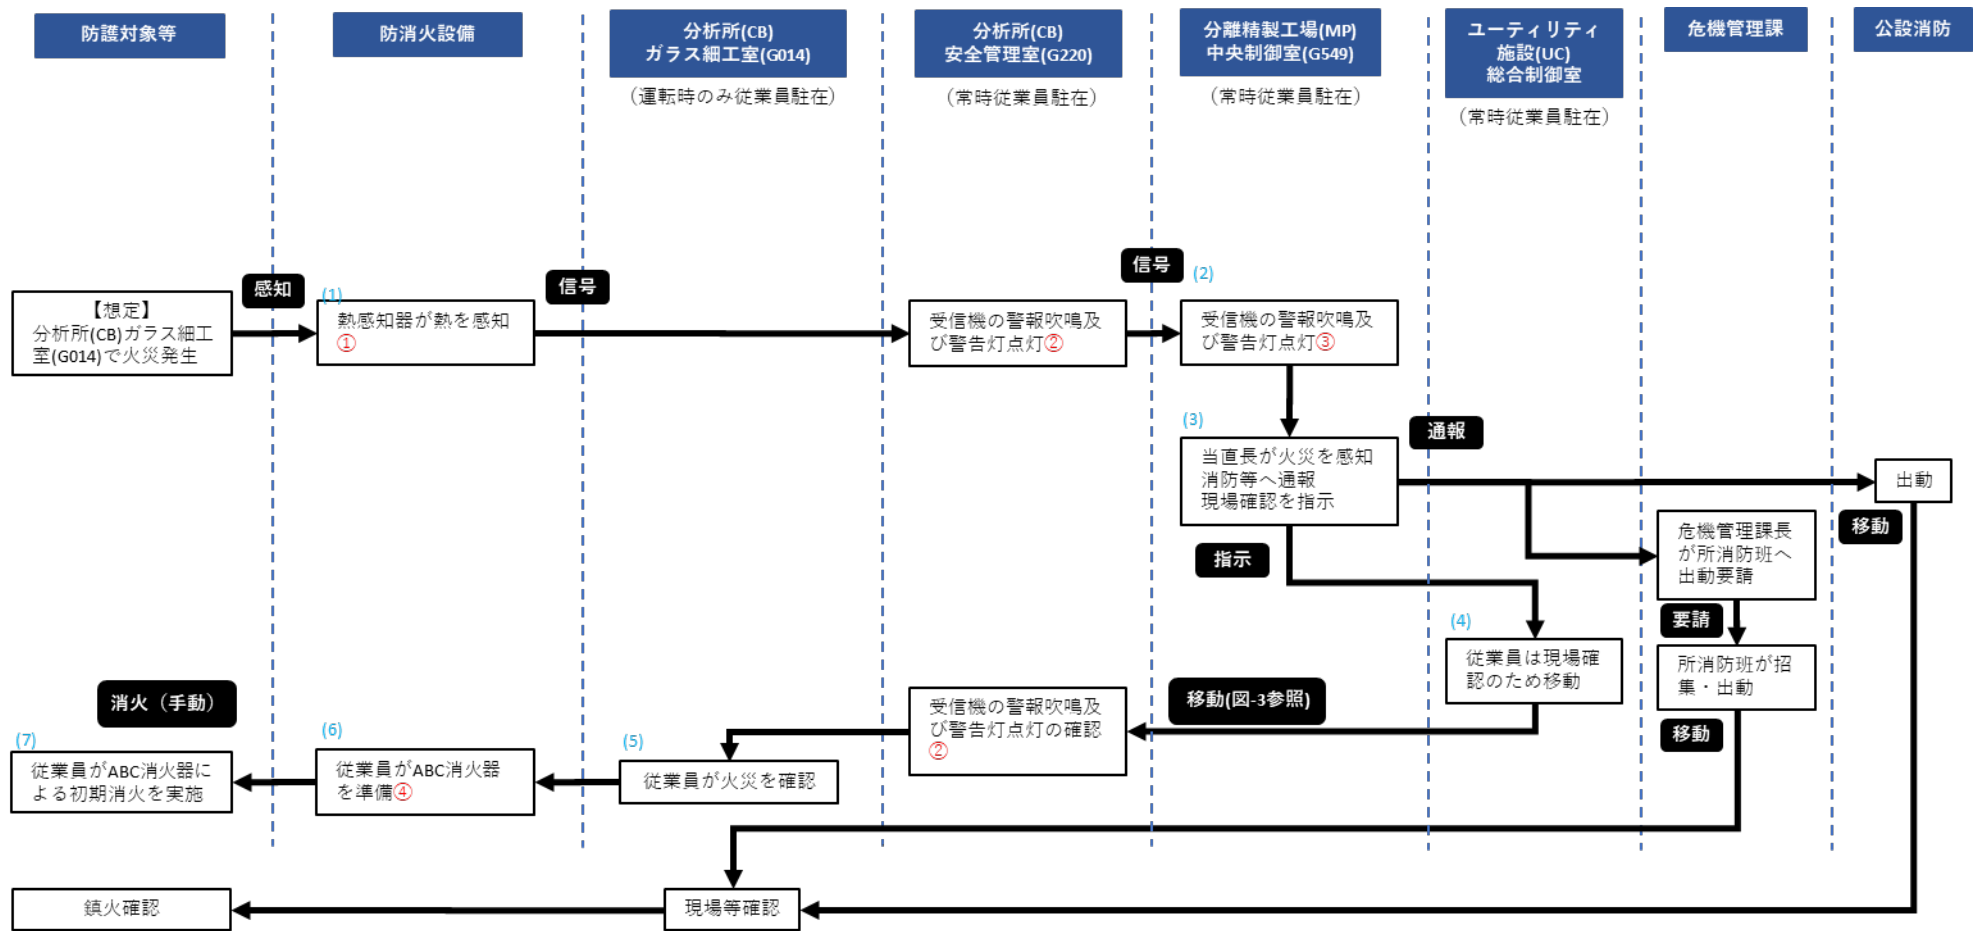 防護対象等
防消火設備
分析所(CB)
ガラス細工室(G014)
(運転時のみ従業員駐在)
分析所(CB)
安全管理室(G220)
(常時従業員駐在)
分離精製工場(MP)
中央制御室(G549)
(常時従業員駐在)
ユーティリティ
施設(UC)
総合制御室
(常時従業員駐在)
危機管理課
公設消防
【想定】
分析所(CB)ガラス細工
室(G014)で火災発生
感知
(1)
熱感知器が熱を感知
①
信号
受信機の警報吹鳴及
び警告灯点灯②
信号
(2)
受信機の警報吹鳴及
び警告灯点灯③
(3)
当直長が火災を感知
消防等へ通報
現場確認を指示
通報
出動
移動
危機管理課長
が所消防班へ
出動要請
指示
要請
(4)
従業員は現場確
認のため移動
所消防班が招
集・出動
移動
移動(図-3参照)
受信機の警報吹鳴及
び警告灯点灯の確認
②
(5)
従業員が火災を確認
(6)
従業員がABC消火器
を準備④
消火(手動)
(7)
従業員がABC消火器に
よる初期消火を実施
現場等確認
鎮火確認